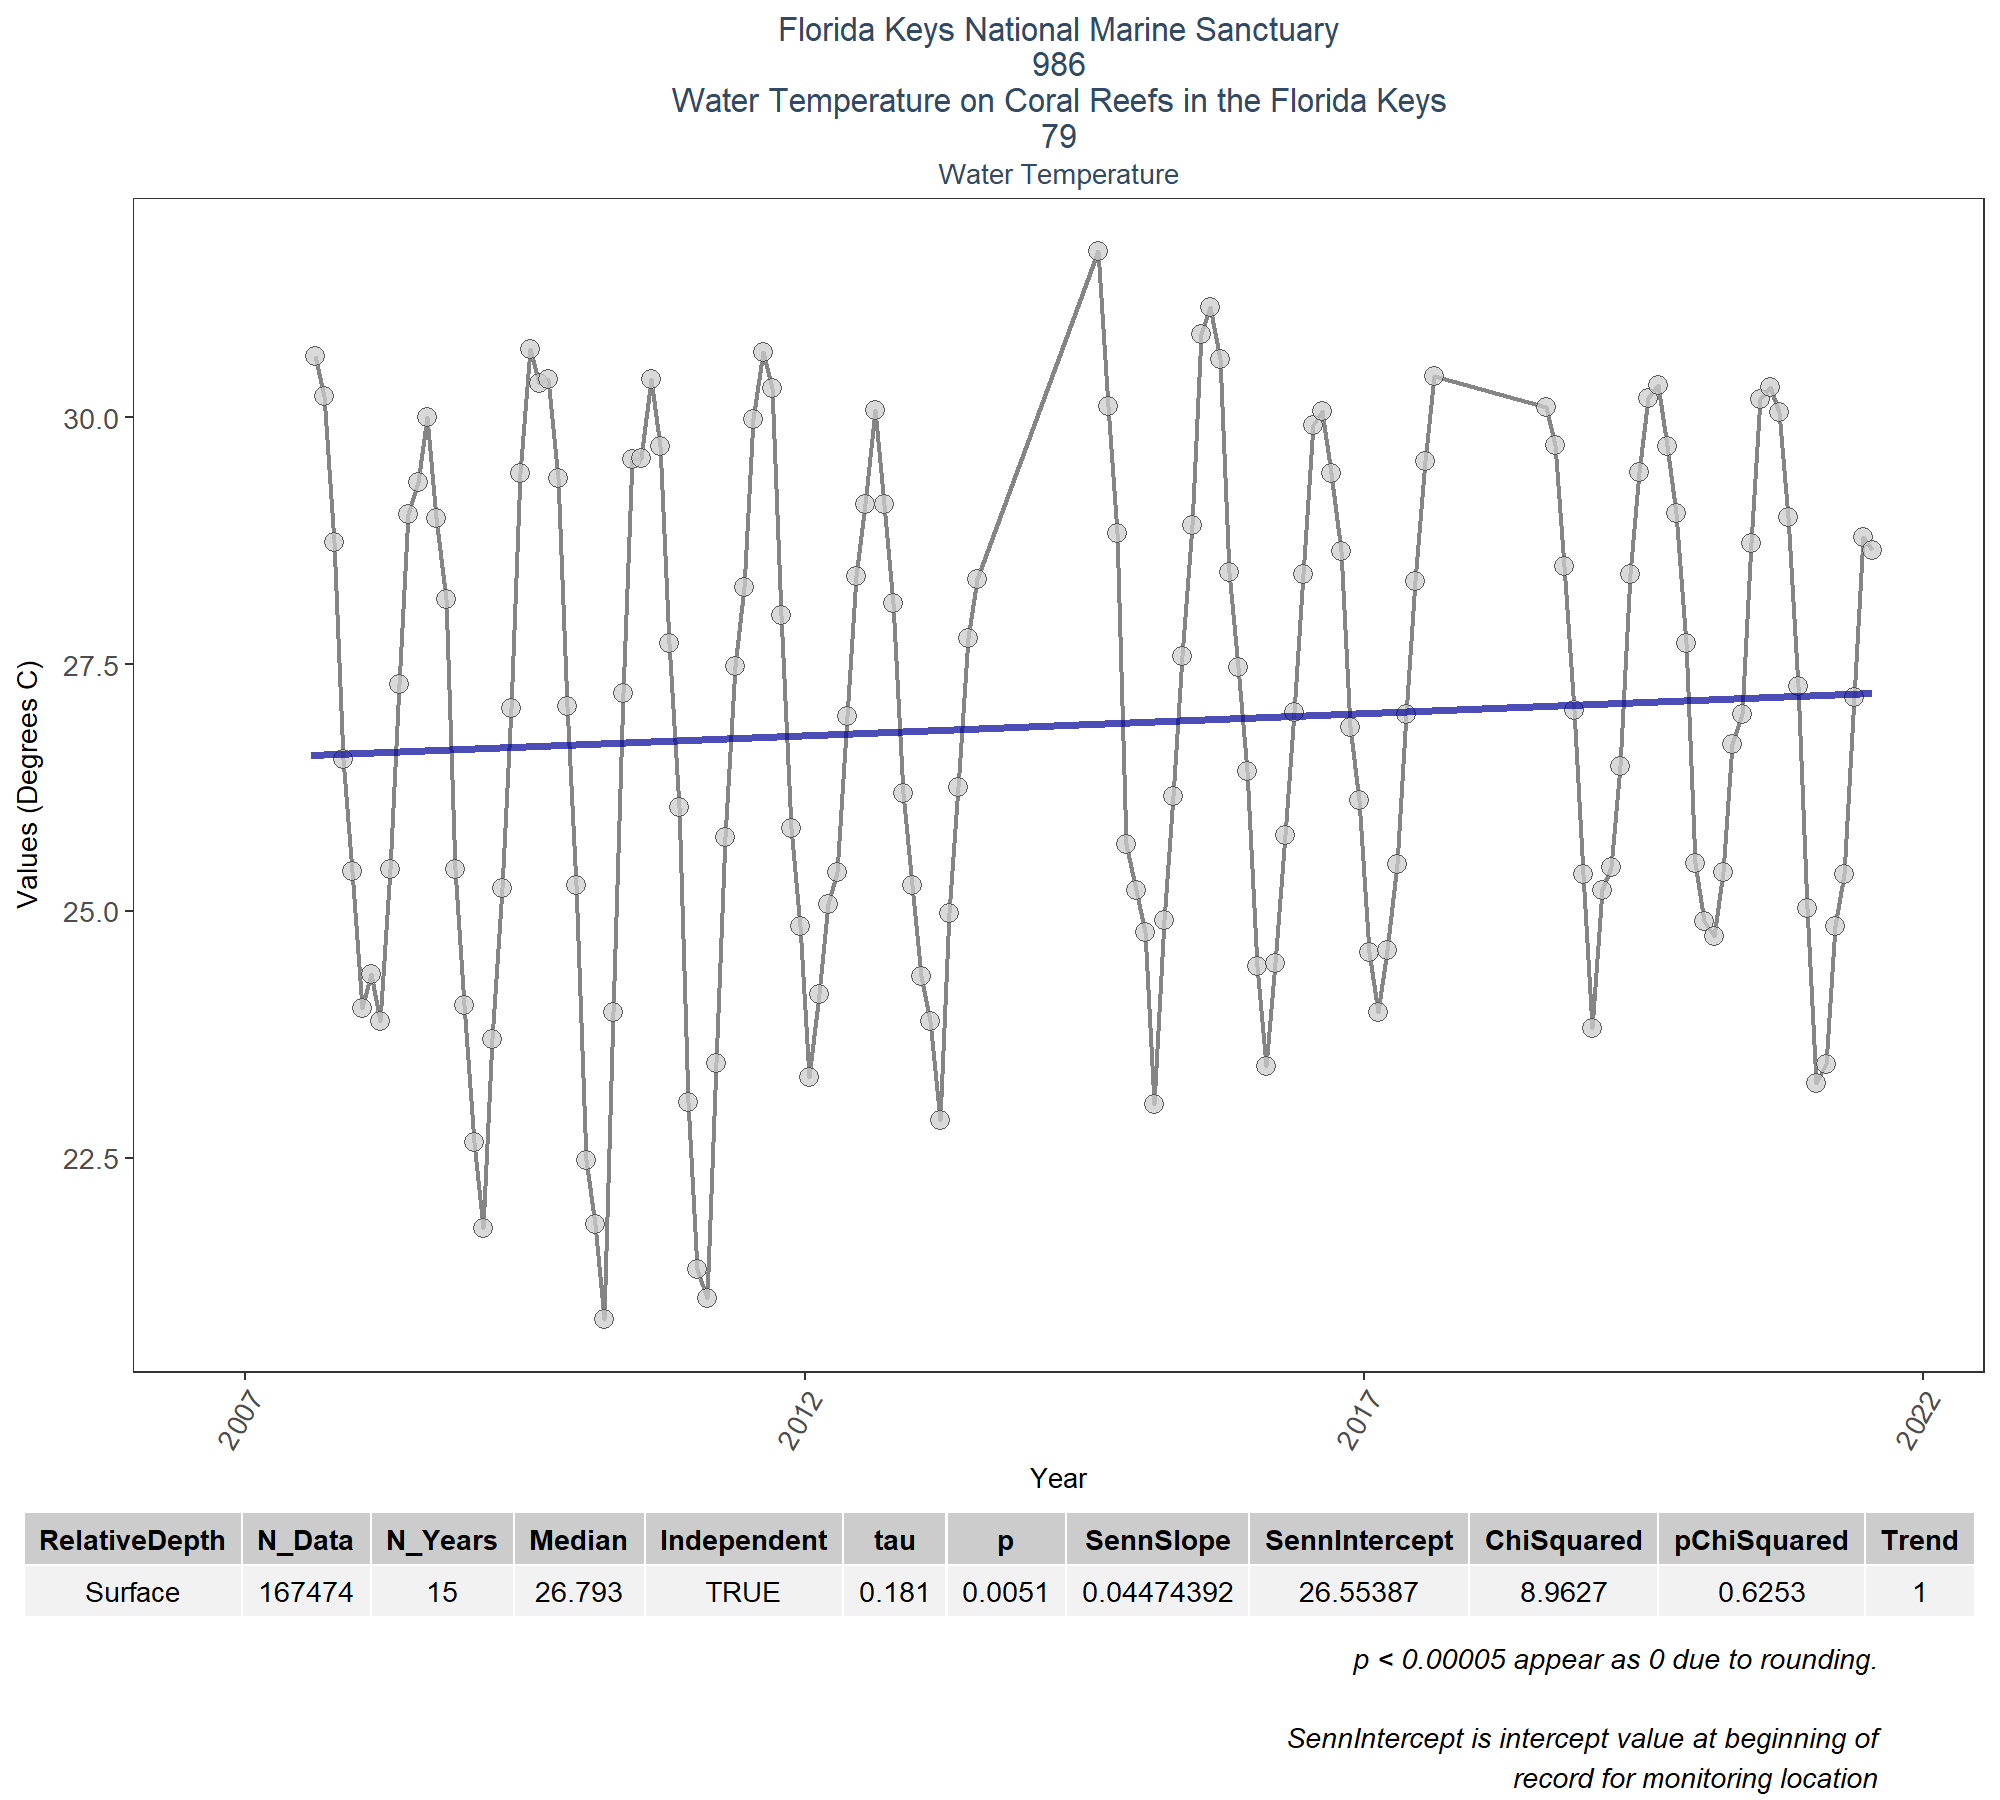 Florida Keys National Marine Sanctuary
986
Water Temperature on Coral Reefs in the Florida Keys
79
Water Temperature
Values (Degrees C)
30.0
27.5
25.0
22.5
2007 2012 2017 2022
Year
RelativeDepth N_Data N_Years Median Independent tau p SennSlope SennIntercept ChiSquared pChiSquared Trend
Surface 167474 15 26.793 TRUE 0.181 0.0051 0.04474392 26.55387 8.9627 0.6253 1
p < 0.00005 appear as 0 due to rounding.
SennIntercept is intercept value at beginning of
record for monitoring location